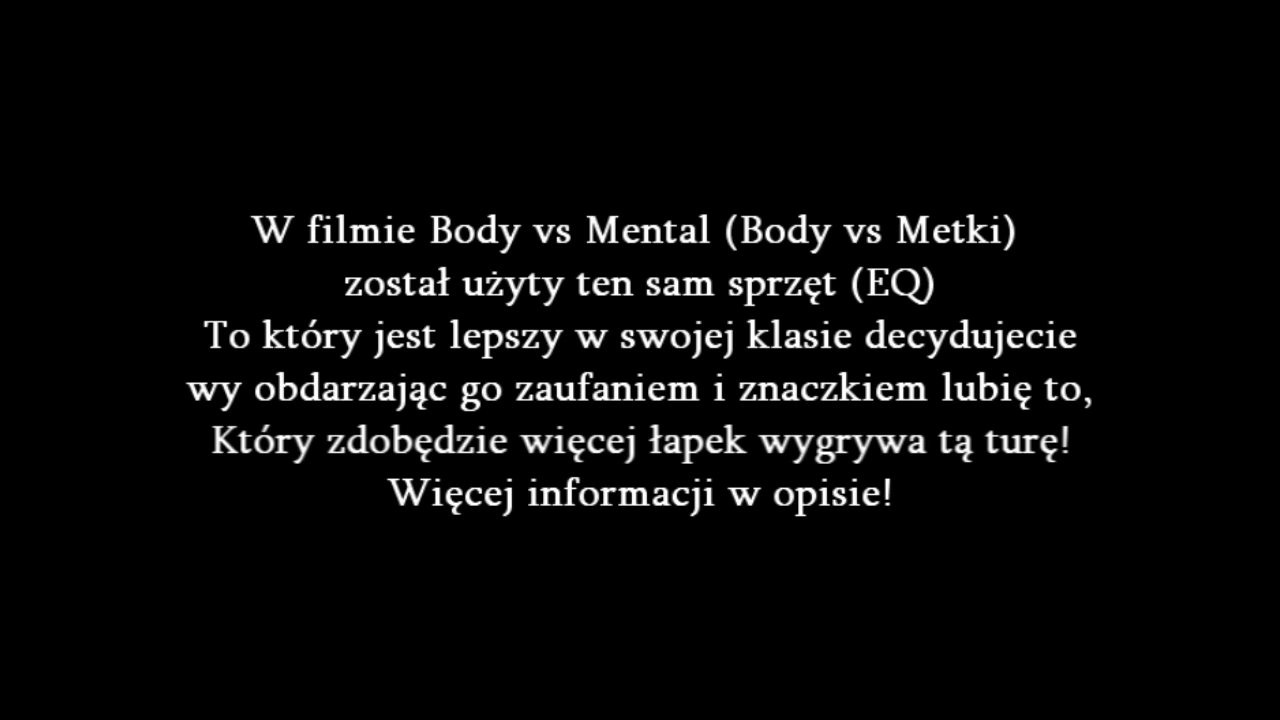 W filmie Body vs Mental (Body vs Metki)
został użyty ten sam sprzęt (EQ)
To który jest lepszy w swojej klasie decydujecie
wy obdarzając go zaufaniem i znaczkiem lubię to,
Który zdobędzie więcej łapek wygrywa tą turę!
Więcej informacji w opisie!